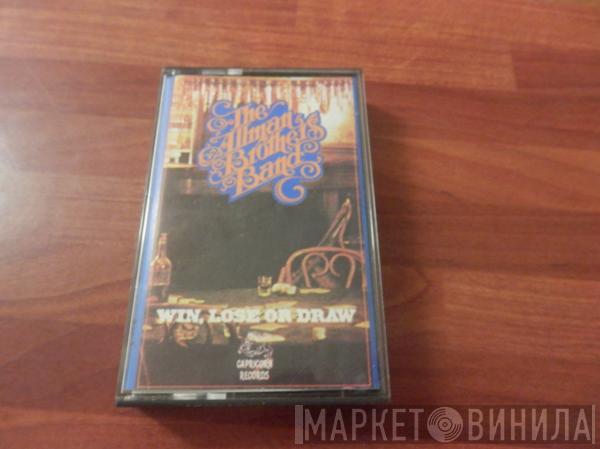 The
Allman
Brothers
Band
WIN, LOSE OR DRAW
CAPRICORN
RECORDS
МАРКЕТ ВИНИЛА